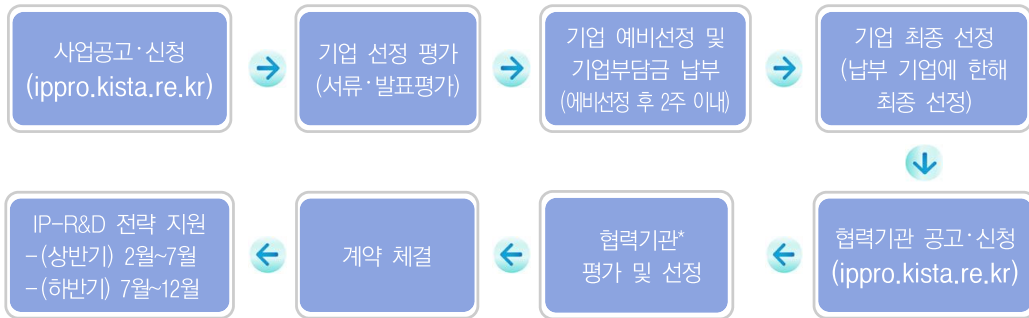 사업공고·신청
(ippro.kista.re.kr)
기업 선정 평가
(서류·발표평가)
기업 예비선정 및
기업부담금 납부
(에비선정 후 2주 이내)
기업 최종 선정
(납부 기업에 한해
최종 선정)
협력기관 공고·신청
(ippro.kista.re.kr)
협력기관*
평가 및 선정
계약 체결
IP-R&D 전략 지원
-(상반기) 2월~7월
-(하반기) 7월~12월